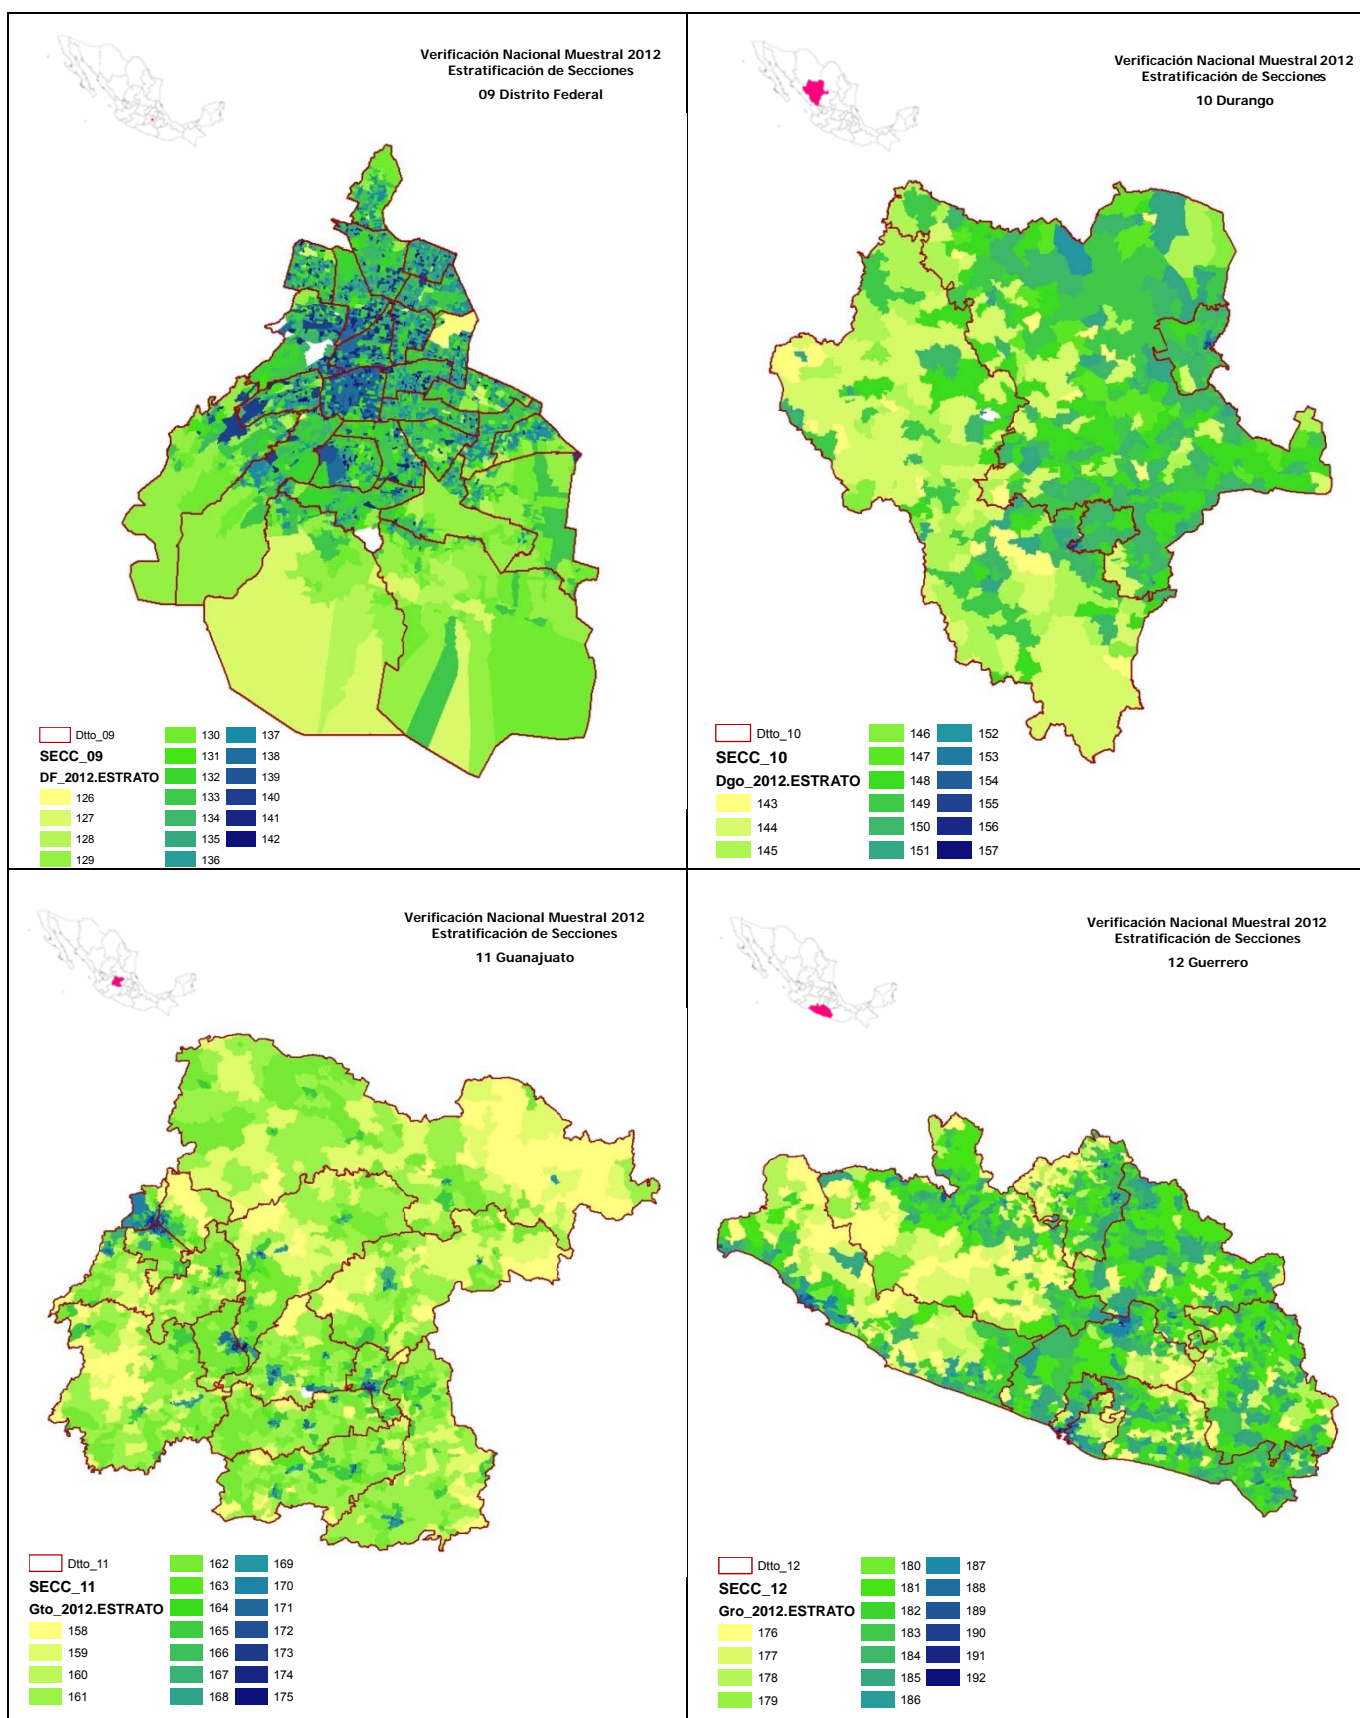 Verificación Nacional Muestral 2012
Estratificación de Secciones
09 Distrito Federal
Dtto_09
SECC_09
DF_2012.ESTRATO
126
127
128
129
130
131
132
133
134
135
136
137
138
139
140
141
142
Verificación Nacional Muestral 2012
Estratificación de Secciones
10 Durango
Dtto_10
SECC_10
Dgo_2012.ESTRATO
143
144
145
146
147
148
149
150
151
152
153
154
155
156
157
Verificación Nacional Muestral 2012
Estratificación de Secciones
11 Guanajuato
Dtto_11
SECC_11
Gto_2012.ESTRATO
158
159
160
161
162
163
164
165
166
167
168
169
170
171
172
173
174
175
Verificación Nacional Muestral 2012
Estratificación de Secciones
12 Guerrero
Dtto_12
SECC_12
Gro_2012.ESTRATO
176
177
178
179
180
181
182
183
184
185
186
187
188
189
190
191
192